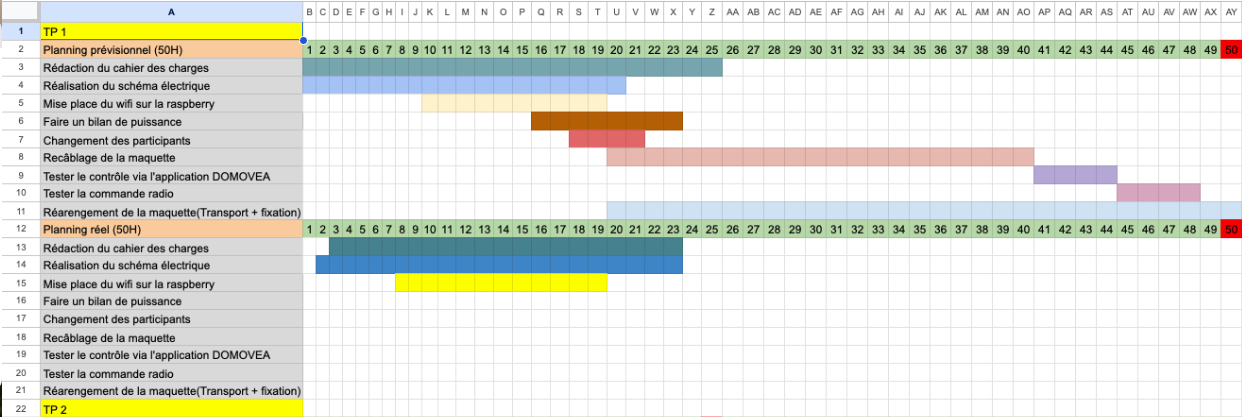 A B C D E F G H I J K L M N O P Q R S T U V W X Y Z AA AB AC AD AE AF AG AH AI AJ AK AL AM AN AO AP AQ AR AS AT AU AV AW AX AY
1 TP 1
2 Planning prévisionnel (50H) 1 2 3 4 5 6 7 8 9 10 11 12 13 14 15 16 17 18 19 20 21 22 23 24 25 26 27 28 29 30 31 32 33 34 35 36 37 38 39 40 41 42 43 44 45 46 47 48 49 50
3 Rédaction du cahier des charges
4 Réalisation du schéma électrique
5 Mise place du wifi sur la raspberry
6 Faire un bilan de puissance
7 Changement des participants
8 Recâblage de la maquette
9 Tester le contrôle via l'application DOMOVEA
10 Tester la commande radio
11 Réarengement de la maquette(Transport + fixation)
12 Planning réel (50H) 1 2 3 4 5 6 7 8 9 10 11 12 13 14 15 16 17 18 19 20 21 22 23 24 25 26 27 28 29 30 31 32 33 34 35 36 37 38 39 40 41 42 43 44 45 46 47 48 49 50
13 Rédaction du cahier des charges
14 Réalisation du schéma électrique
15 Mise place du wifi sur la raspberry
16 Faire un bilan de puissance
17 Changement des participants
18 Recâblage de la maquette
19 Tester le contrôle via l'application DOMOVEA
20 Tester la commande radio
21 Réarengement de la maquette(Transport + fixation)
22 TP 2